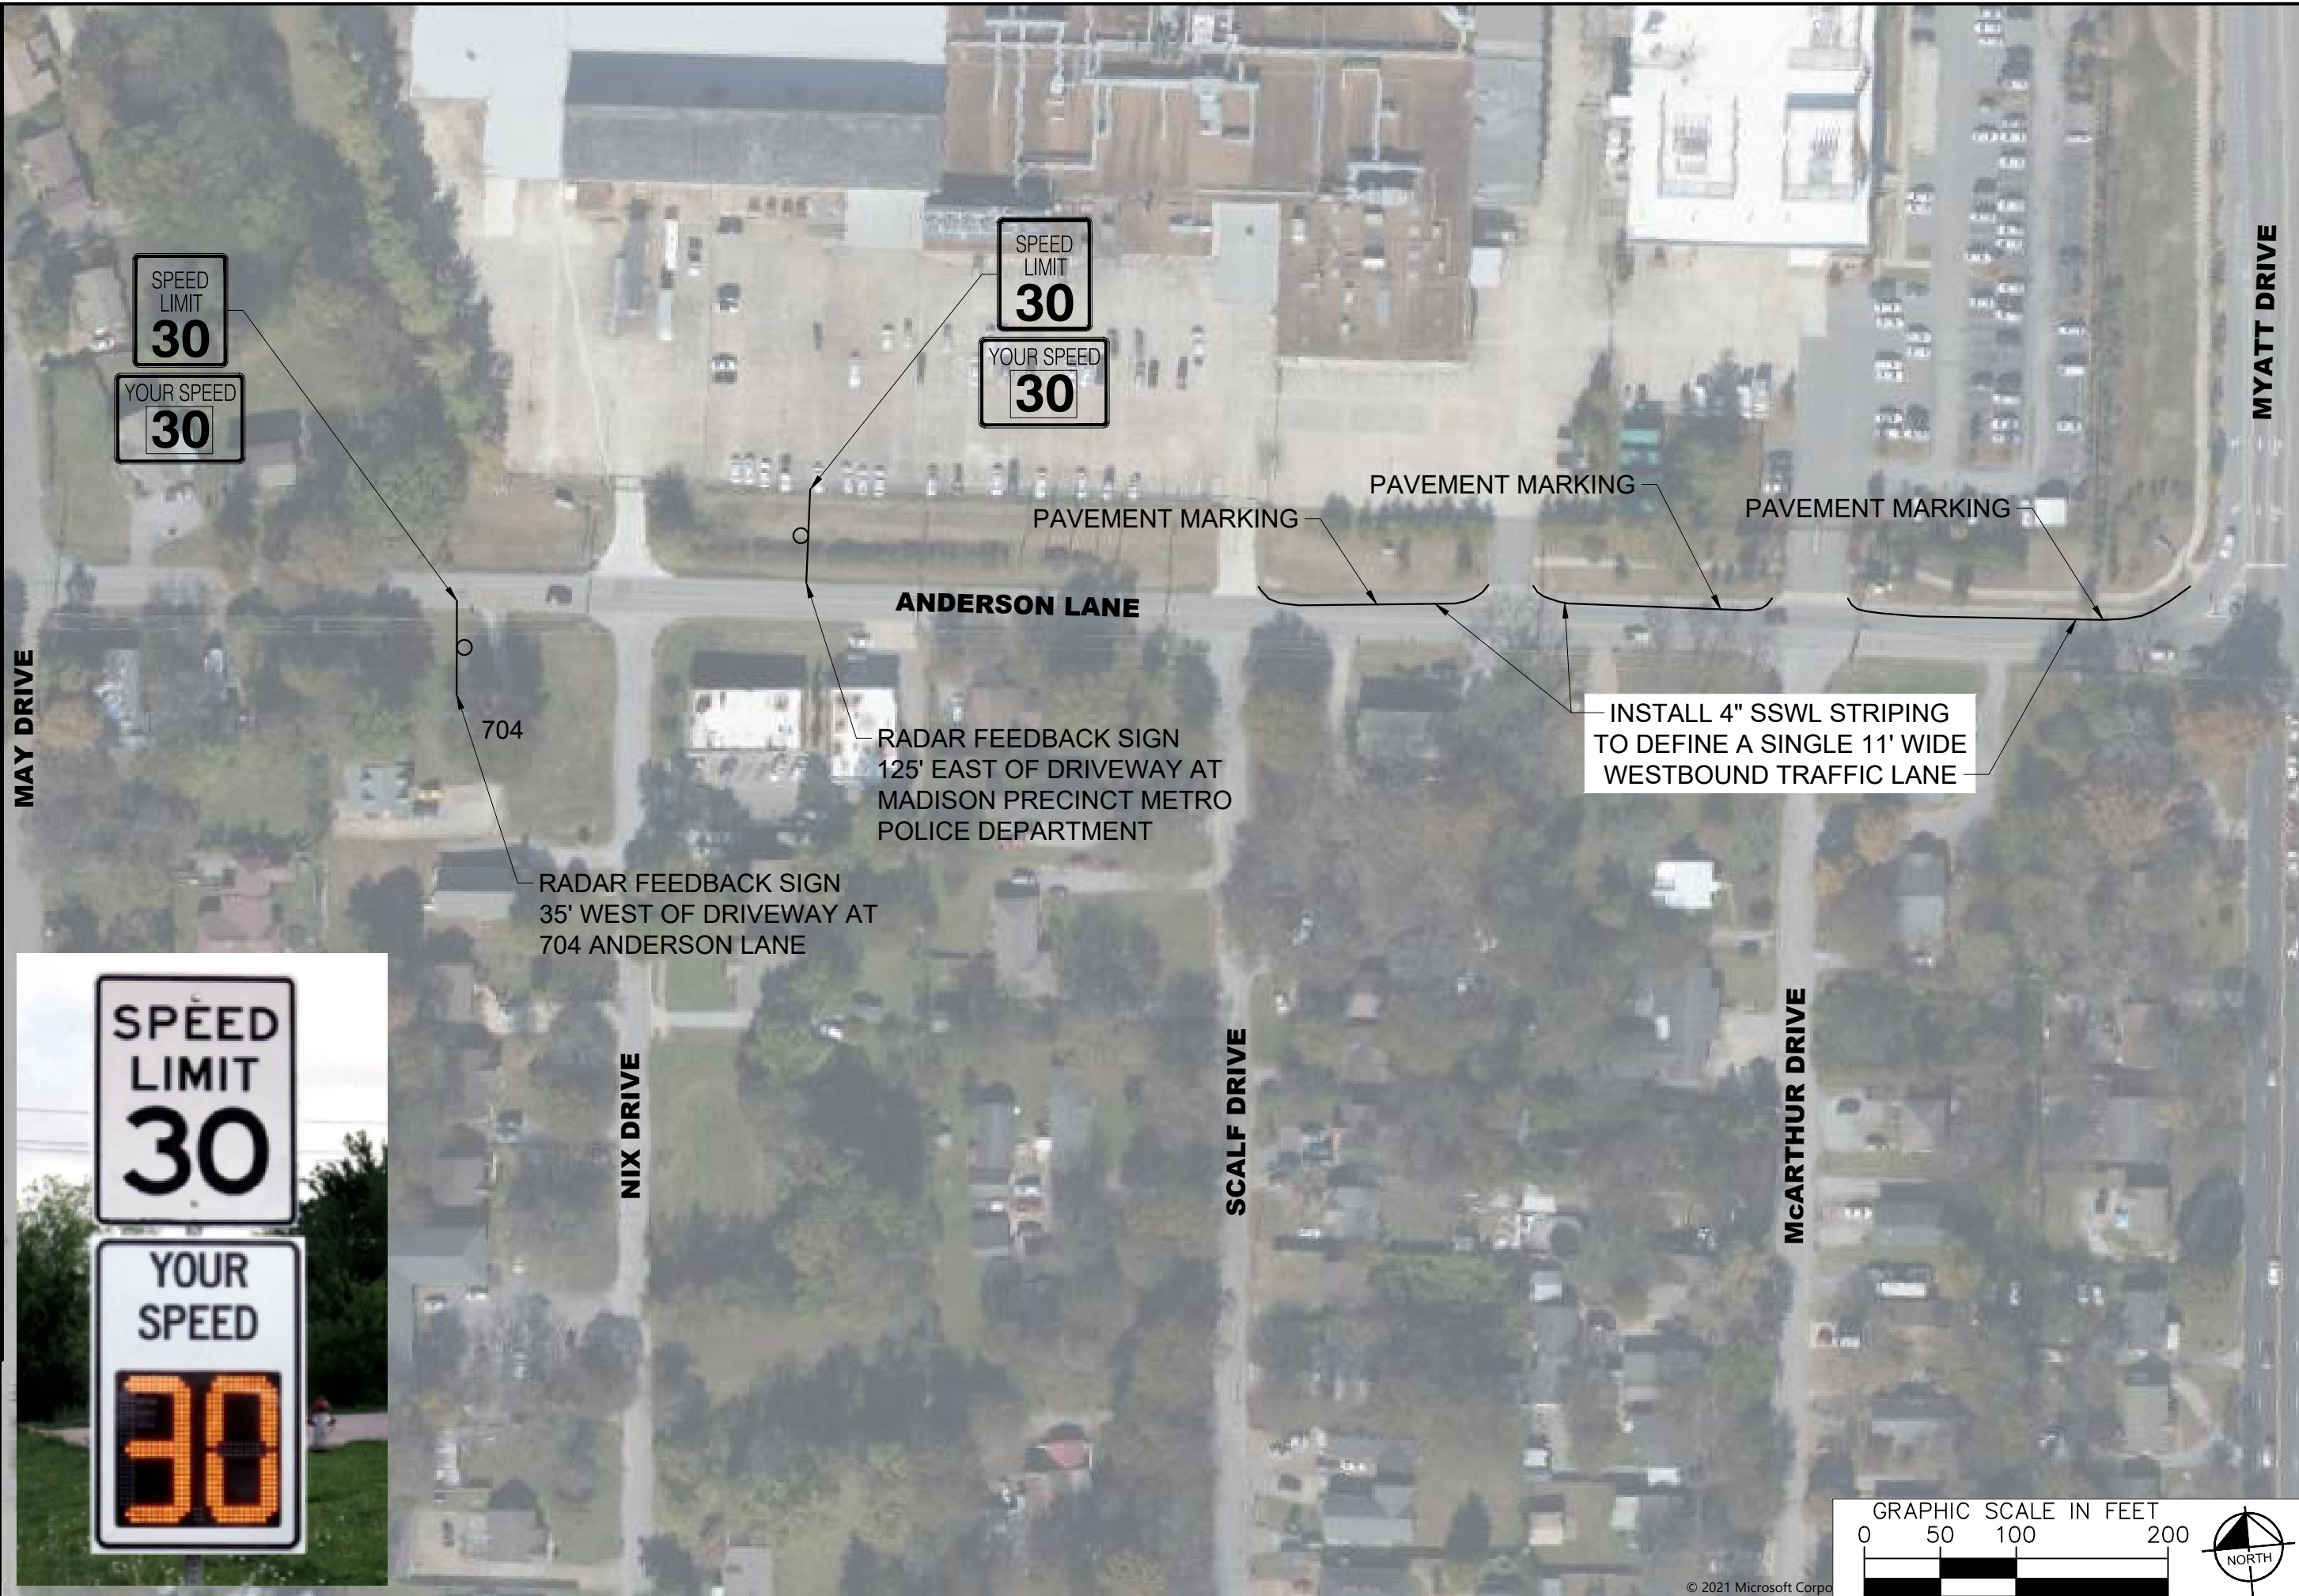 SPEED
LIMIT
30
YOUR SPEED
30
SPEED
LIMIT
30
YOUR SPEED
30
MYATT DRIVE
PAVEMENT MARKING
PAVEMENT MARKING
PAVEMENT MARKING
ANDERSON LANE
MAY DRIVE
704
RADAR FEEDBACK SIGN
125' EAST OF DRIVEWAY AT
MADISON PRECINCT METRO
POLICE DEPARTMENT
INSTALL 4" SSWL STRIPING
TO DEFINE A SINGLE 11' WIDE
WESTBOUND TRAFFIC LANE
RADAR FEEDBACK SIGN
35' WEST OF DRIVEWAY AT
704 ANDERSON LANE
NIX DRIVE
SCALF DRIVE
McARTHUR DRIVE
SPEED
LIMIT
30
YOUR
SPEED
30
GRAPHIC SCALE IN FEET
0 50 100 200
NORTH
© 2021 Microsoft Corpo